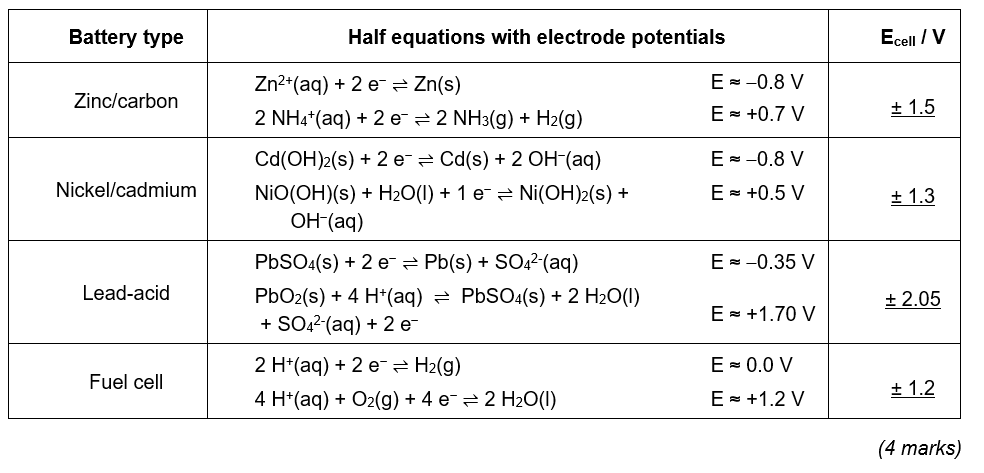 Battery type Half equations with electrode potentials E<sub>cell</sub> / V
Zinc/carbon
Zn²⁺(aq) + 2 e⁻ ⇌ Zn(s) E ≈ –0.8 V
2 NH₄⁺(aq) + 2 e⁻ ⇌ 2 NH₃(g) + H₂(g) E ≈ +0.7 V
± 1.5
Nickel/cadmium
Cd(OH)₂(s) + 2 e⁻ ⇌ Cd(s) + 2 OH⁻(aq) E ≈ –0.8 V
NiO(OH)(s) + H₂O(l) + 1 e⁻ ⇌ Ni(OH)₂(s) + E ≈ +0.5 V
OH⁻(aq)
± 1.3
Lead-acid
PbSO₄(s) + 2 e⁻ ⇌ Pb(s) + SO₄²⁻(aq) E ≈ –0.35 V
PbO₂(s) + 4 H⁺(aq) ⇌ PbSO₄(s) + 2 H₂O(l)
+ SO₄²⁻(aq) + 2 e⁻ E ≈ +1.70 V
± 2.05
Fuel cell
2 H⁺(aq) + 2 e⁻ ⇌ H₂(g) E ≈ 0.0 V
4 H⁺(aq) + O₂(g) + 4 e⁻ ⇌ 2 H₂O(l) E ≈ +1.2 V
± 1.2
(4 marks)